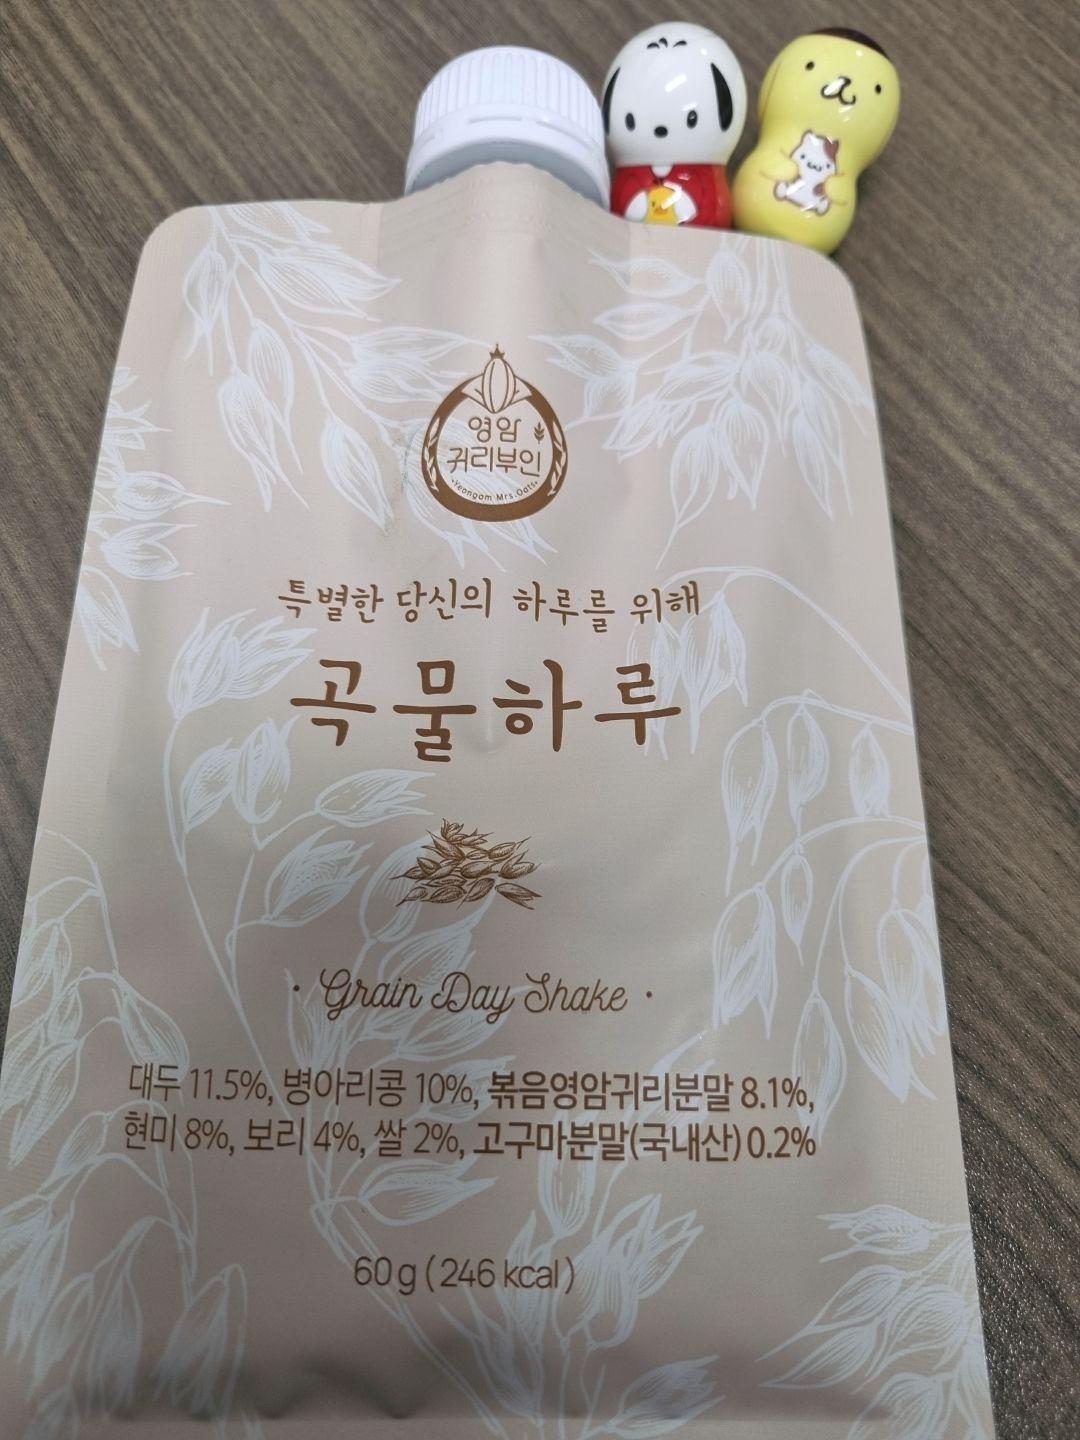 영암
귀리부인
Yeongam Mrs.Oats
특별한 당신의 하루를 위해
곡물하루
· Grain Day Shake ·
대두 11.5%, 병아리콩 10%, 볶음영암귀리분말 8.1%,
현미 8%, 보리 4%, 쌀 2%, 고구마분말(국내산) 0.2%
60g (246 kcal)